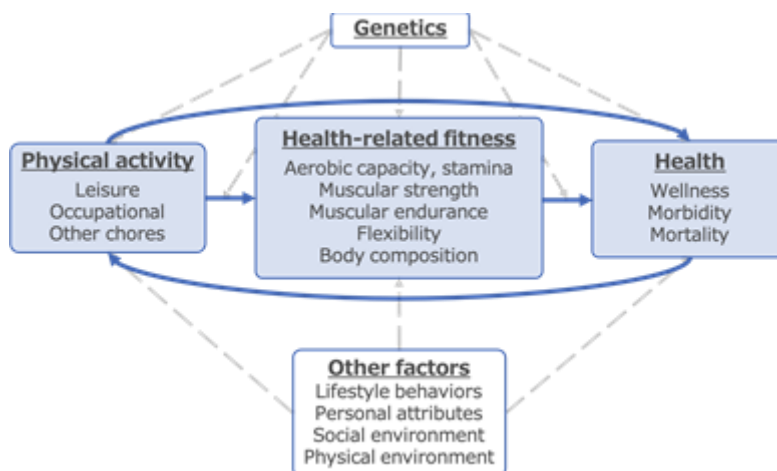 Genetics
Physical activity
Leisure
Occupational
Other chores
Health-related fitness
Aerobic capacity, stamina
Muscular strength
Muscular endurance
Flexibility
Body composition
Health
Wellness
Morbidity
Mortality
Other factors
Lifestyle behaviors
Personal attributes
Social environment
Physical environment